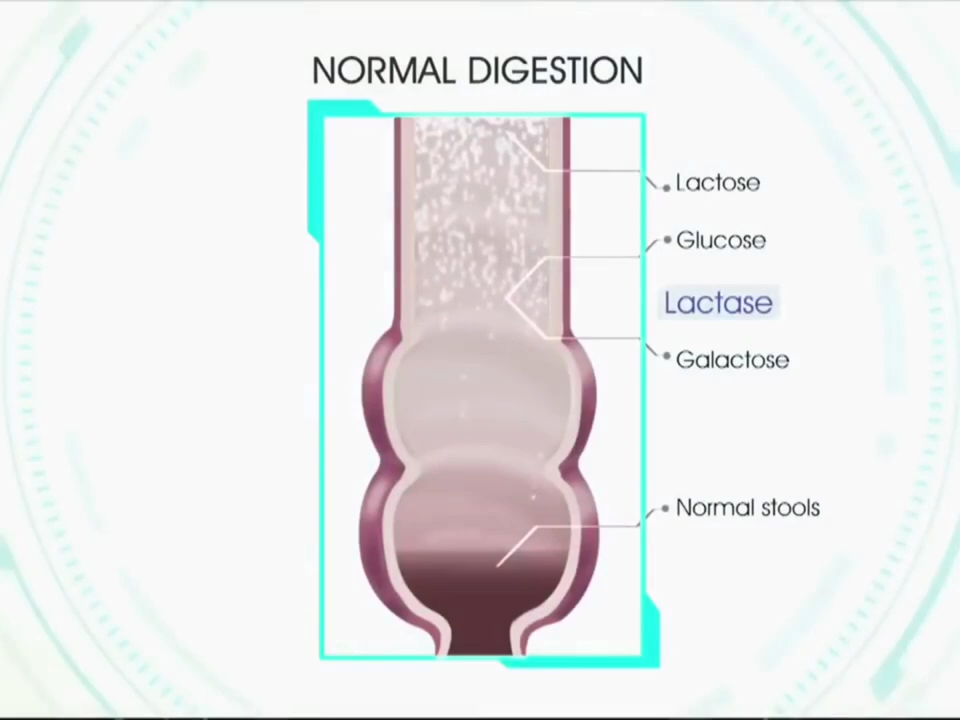 NORMAL DIGESTION
Lactose
Glucose
Lactase
Galactose
Normal stools